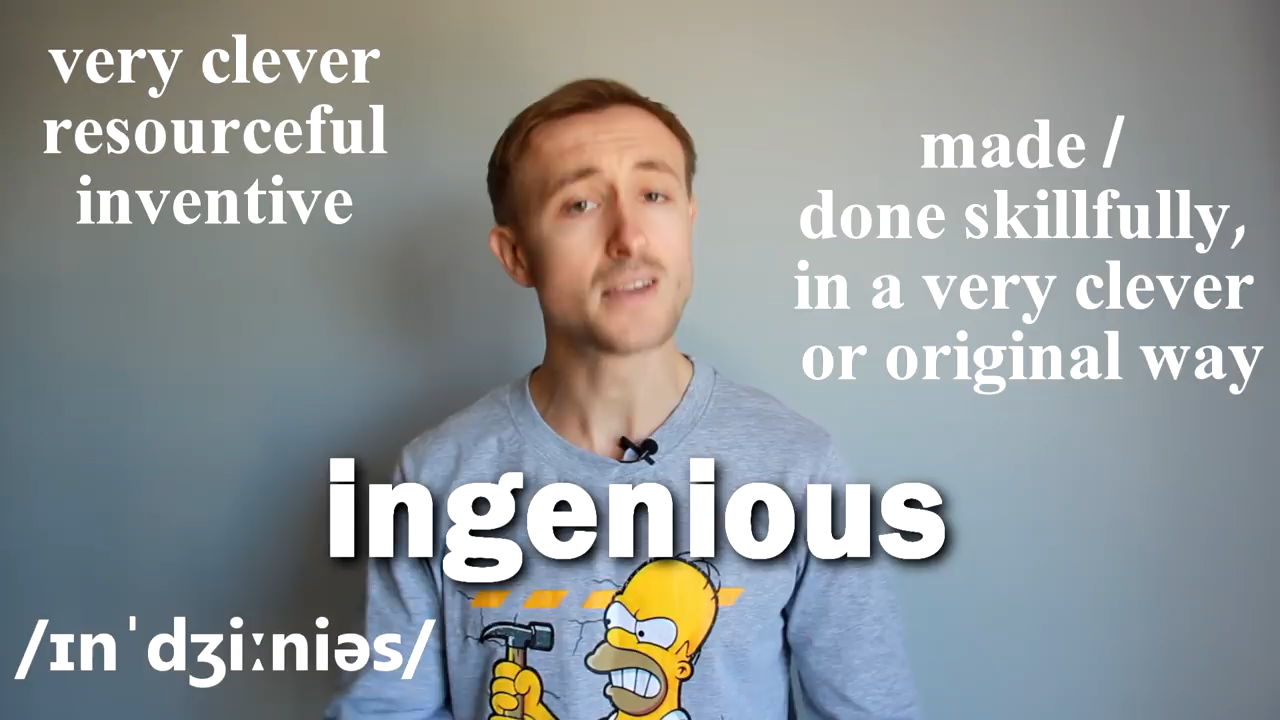 very clever
resourceful
inventive
made /
done skillfully,
in a very clever
or original way
ingenious
/ɪnˈdʒiːniəs/